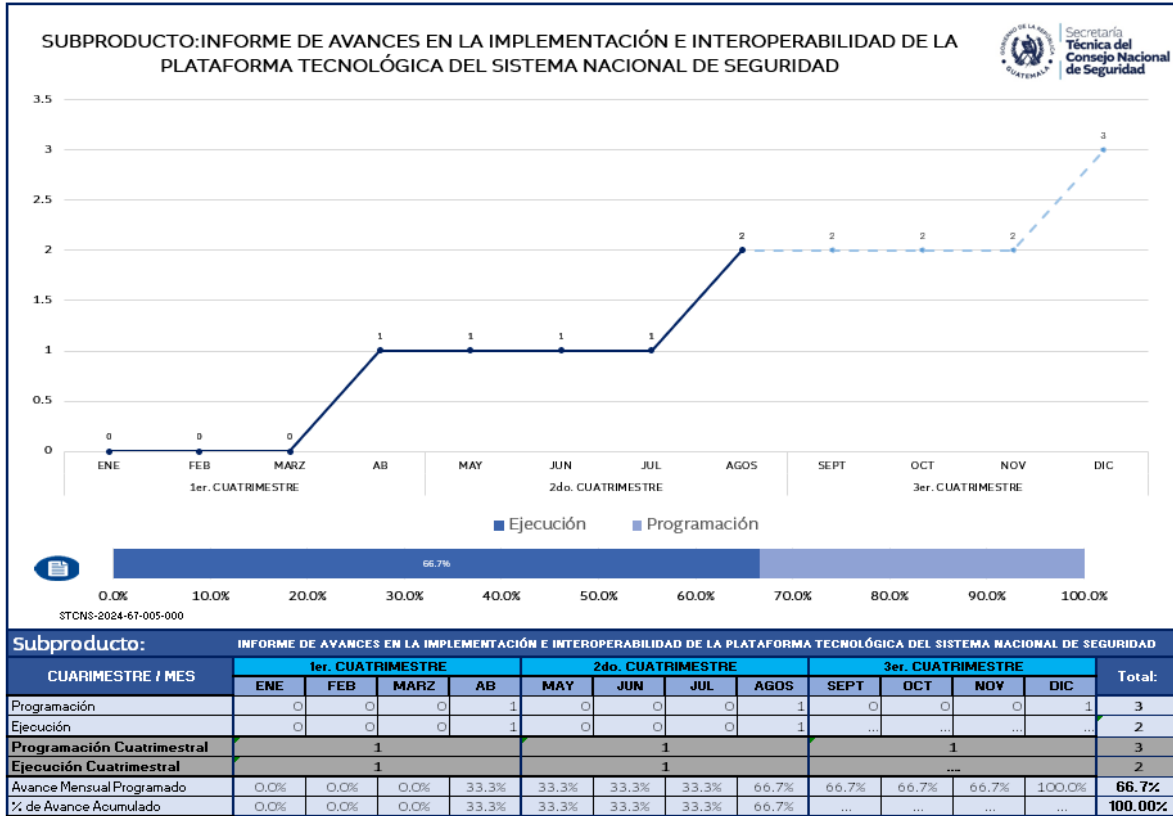 SUBPRODUCTO:INFORME DE AVANCES EN LA IMPLEMENTACIÓN E INTEROPERABILIDAD DE LA
PLATAFORMA TECNOLÓGICA DEL SISTEMA NACIONAL DE SEGURIDAD
GOBIERNO DE LA REPÚBLICA
GUATEMALA
Secretaría
Técnica del
Consejo Nacional
de Seguridad
3.5
3
2.5
2
1.5
1
0.5
0
0 0 0 1 1 1 1 2 2 2 2 3
ENE FEB MARZ AB MAY JUN JUL AGOS SEPT OCT NOV DIC
1er. CUATRIMESTRE 2do. CUATRIMESTRE 3er. CUATRIMESTRE
Ejecución Programación
66.7%
0.0% 10.0% 20.0% 30.0% 40.0% 50.0% 60.0% 70.0% 80.0% 90.0% 100.0%
STCNS-2024-67-005-000
Subproducto: INFORME DE AVANCES EN LA IMPLEMENTACIÓN E INTEROPERABILIDAD DE LA PLATAFORMA TECNOLÓGICA DEL SISTEMA NACIONAL DE SEGURIDAD
CUARIMESTRE / MES 1er. CUATRIMESTRE 2do. CUATRIMESTRE 3er. CUATRIMESTRE Total:
ENE FEB MARZ AB MAY JUN JUL AGOS SEPT OCT NOV DIC
Programación 0 0 0 1 0 0 0 1 0 0 0 1 3
Ejecución 0 0 0 1 0 0 0 1 ... ... ... ... 2
Programación Cuatrimestral 1 1 1 3
Ejecución Cuatrimestral 1 1 .... 2
Avance Mensual Programado 0.0% 0.0% 0.0% 33.3% 33.3% 33.3% 33.3% 66.7% 66.7% 66.7% 66.7% 100.0% 66.7%
% de Avance Acumulado 0.0% 0.0% 0.0% 33.3% 33.3% 33.3% 33.3% 66.7% ... ... ... ... 100.00%